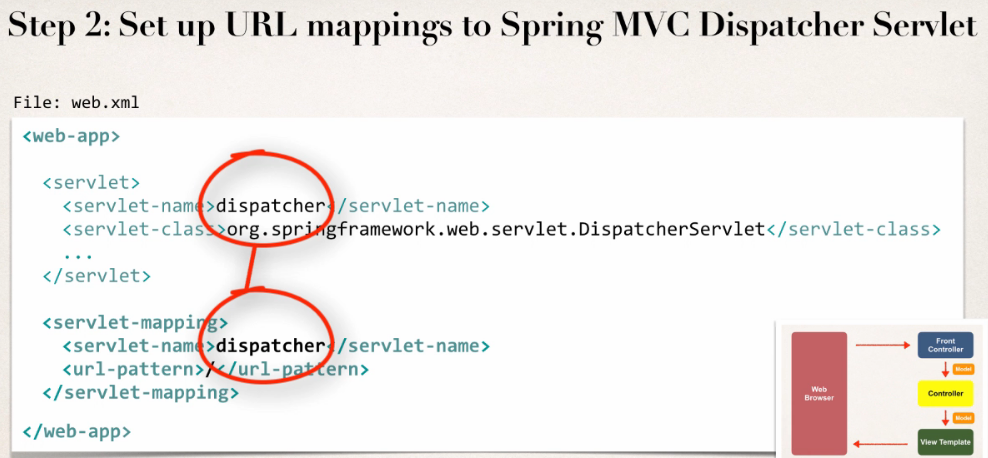 Step 2: Set up URL mappings to Spring MVC Dispatcher Servlet
File: web.xml
<web-app>
<servlet>
<servlet-name>dispatcher</servlet-name>
<servlet-class>org.springframework.web.servlet.DispatcherServlet</servlet-class>
...
</servlet>
<servlet-mapping>
<servlet-name>dispatcher</servlet-name>
<url-pattern>/</url-pattern>
</servlet-mapping>
</web-app>
Web
Browser
Front
Controller
Model
Controller
Model
View Template